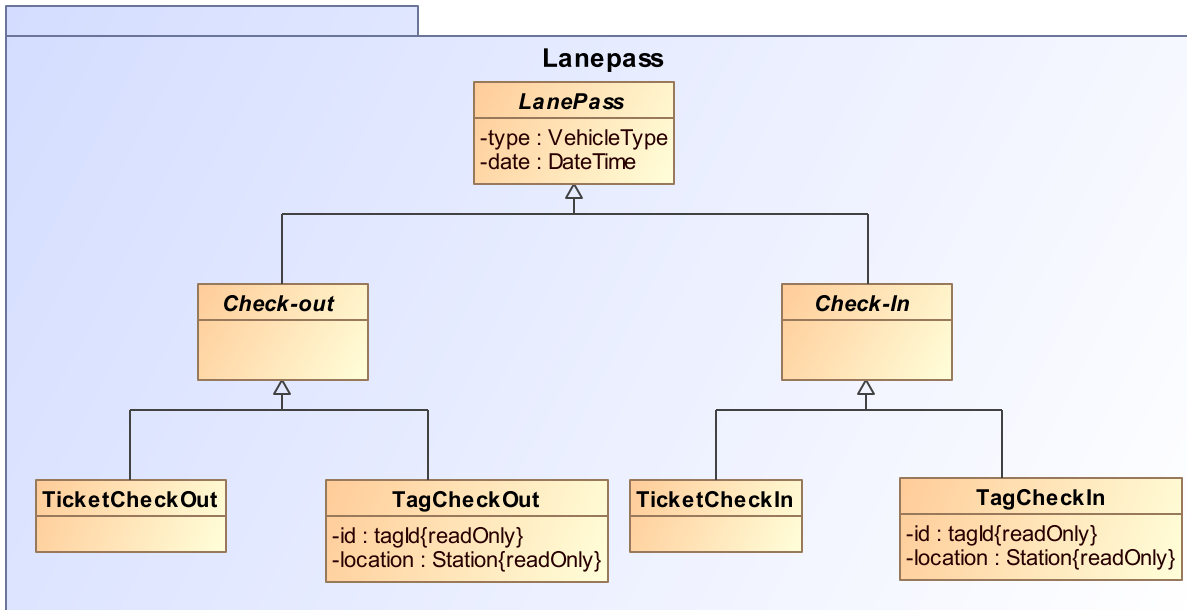 Lanepass
LanePass
-type : VehicleType
-date : DateTime
Check-out
Check-In
TicketCheckOut
TagCheckOut
-id : tagId{readOnly}
-location : Station{readOnly}
TicketCheckIn
TagCheckIn
-id : tagId{readOnly}
-location : Station{readOnly}